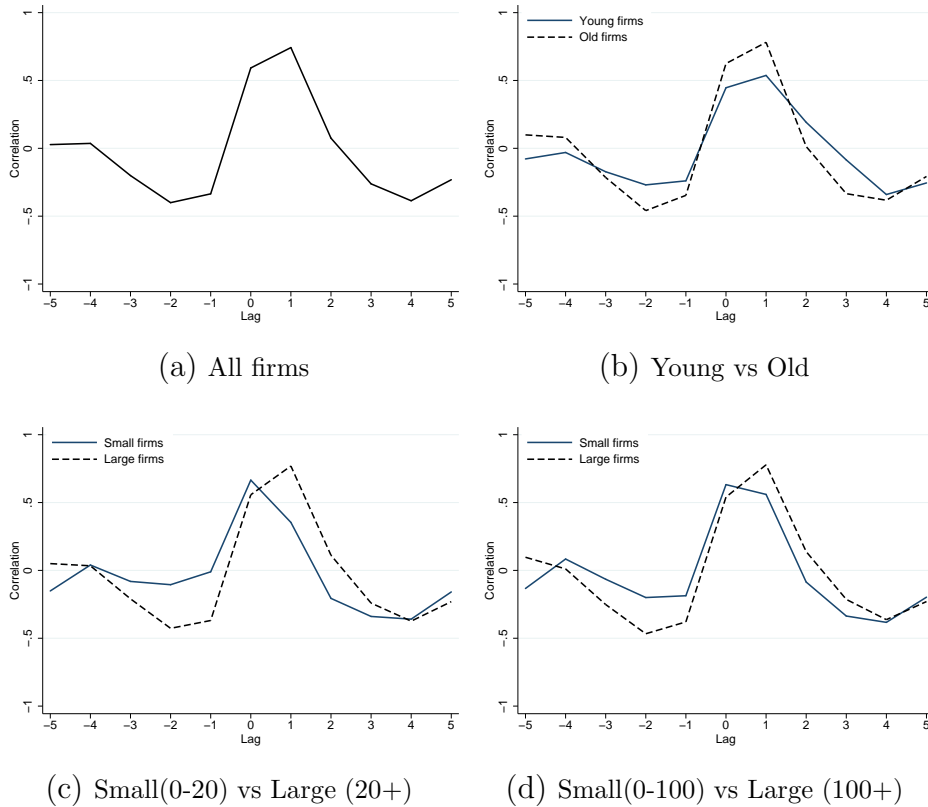 Correlation
1
.5
0
−.5
−1
−5 −4 −3 −2 −1 0 1 2 3 4 5
Lag
(a) All firms
Young firms
Old firms
Correlation
1
.5
0
−.5
−1
−5 −4 −3 −2 −1 0 1 2 3 4 5
Lag
(b) Young vs Old
Small firms
Large firms
Correlation
1
.5
0
−.5
−1
−5 −4 −3 −2 −1 0 1 2 3 4 5
Lag
(c) Small(0-20) vs Large (20+)
Small firms
Large firms
Correlation
1
.5
0
−.5
−1
−5 −4 −3 −2 −1 0 1 2 3 4 5
Lag
(d) Small(0-100) vs Large (100+)